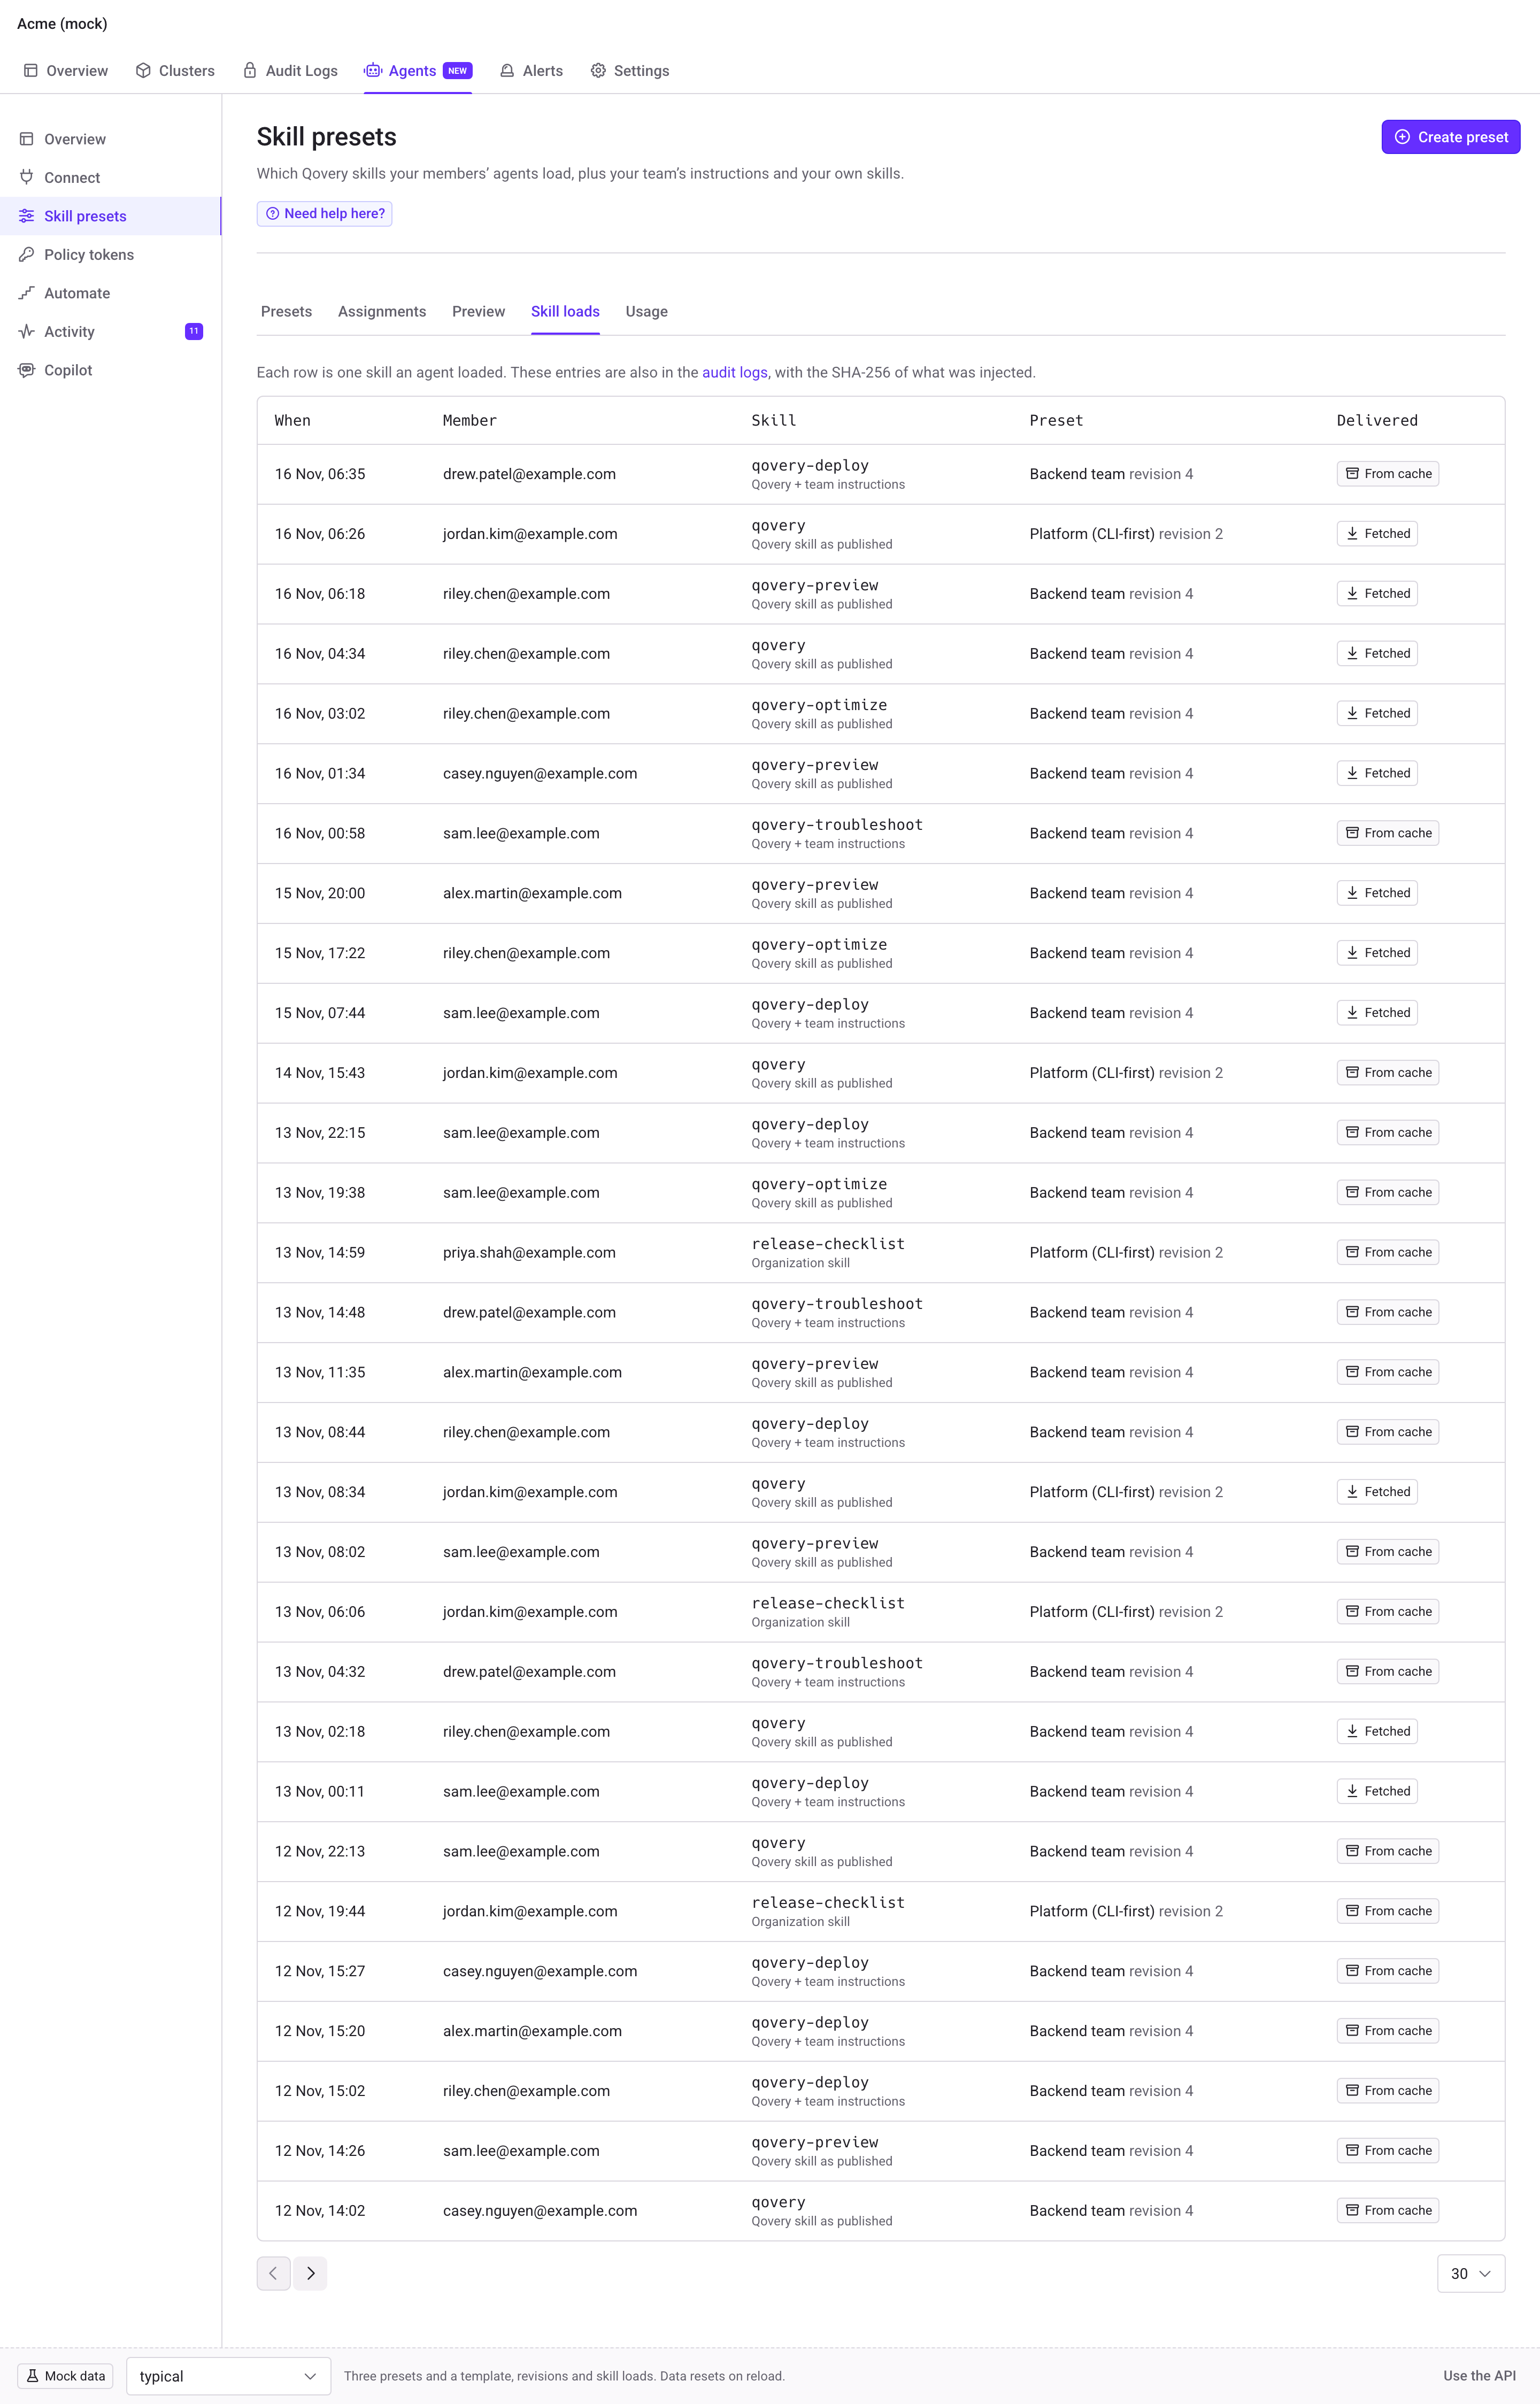 Acme (mock)
Overview Clusters Audit Logs Agents NEW Alerts Settings
Overview
Connect
Skill presets
Policy tokens
Automate
Activity 11
Copilot
Skill presets
Create preset
Which Qovery skills your members’ agents load, plus your team’s instructions and your own skills.
Need help here?
Presets Assignments Preview Skill loads Usage
Each row is one skill an agent loaded. These entries are also in the audit logs, with the SHA-256 of what was injected.
When Member Skill Preset Delivered
16 Nov, 06:35 drew.patel@example.com qovery-deploy Backend team revision 4 From cache
Qovery + team instructions
16 Nov, 06:26 jordan.kim@example.com qovery Platform (CLI-first) revision 2 Fetched
Qovery skill as published
16 Nov, 06:18 riley.chen@example.com qovery-preview Backend team revision 4 Fetched
Qovery skill as published
16 Nov, 04:34 riley.chen@example.com qovery Backend team revision 4 Fetched
Qovery skill as published
16 Nov, 03:02 riley.chen@example.com qovery-optimize Backend team revision 4 Fetched
Qovery skill as published
16 Nov, 01:34 casey.nguyen@example.com qovery-preview Backend team revision 4 Fetched
Qovery skill as published
16 Nov, 00:58 sam.lee@example.com qovery-troubleshoot Backend team revision 4 From cache
Qovery + team instructions
15 Nov, 20:00 alex.martin@example.com qovery-preview Backend team revision 4 Fetched
Qovery skill as published
15 Nov, 17:22 riley.chen@example.com qovery-optimize Backend team revision 4 Fetched
Qovery skill as published
15 Nov, 07:44 sam.lee@example.com qovery-deploy Backend team revision 4 Fetched
Qovery + team instructions
14 Nov, 15:43 jordan.kim@example.com qovery Platform (CLI-first) revision 2 From cache
Qovery skill as published
13 Nov, 22:15 sam.lee@example.com qovery-deploy Backend team revision 4 From cache
Qovery + team instructions
13 Nov, 19:38 sam.lee@example.com qovery-optimize Backend team revision 4 From cache
Qovery skill as published
13 Nov, 14:59 priya.shah@example.com release-checklist Platform (CLI-first) revision 2 From cache
Organization skill
13 Nov, 14:48 drew.patel@example.com qovery-troubleshoot Backend team revision 4 From cache
Qovery + team instructions
13 Nov, 11:35 alex.martin@example.com qovery-preview Backend team revision 4 From cache
Qovery skill as published
13 Nov, 08:44 riley.chen@example.com qovery-deploy Backend team revision 4 From cache
Qovery + team instructions
13 Nov, 08:34 jordan.kim@example.com qovery Platform (CLI-first) revision 2 Fetched
Qovery skill as published
13 Nov, 08:02 sam.lee@example.com qovery-preview Backend team revision 4 From cache
Qovery skill as published
13 Nov, 06:06 jordan.kim@example.com release-checklist Platform (CLI-first) revision 2 From cache
Organization skill
13 Nov, 04:32 drew.patel@example.com qovery-troubleshoot Backend team revision 4 From cache
Qovery + team instructions
13 Nov, 02:18 riley.chen@example.com qovery Backend team revision 4 Fetched
Qovery skill as published
13 Nov, 00:11 sam.lee@example.com qovery-deploy Backend team revision 4 Fetched
Qovery + team instructions
12 Nov, 22:13 sam.lee@example.com qovery Backend team revision 4 From cache
Qovery skill as published
12 Nov, 19:44 jordan.kim@example.com release-checklist Platform (CLI-first) revision 2 From cache
Organization skill
12 Nov, 15:27 casey.nguyen@example.com qovery-deploy Backend team revision 4 From cache
Qovery + team instructions
12 Nov, 15:20 alex.martin@example.com qovery-deploy Backend team revision 4 From cache
Qovery + team instructions
12 Nov, 15:02 riley.chen@example.com qovery-deploy Backend team revision 4 From cache
Qovery + team instructions
12 Nov, 14:26 sam.lee@example.com qovery-preview Backend team revision 4 From cache
Qovery skill as published
12 Nov, 14:02 casey.nguyen@example.com qovery Backend team revision 4 From cache
Qovery skill as published
30
Mock data typical Three presets and a template, revisions and skill loads. Data resets on reload. Use the API